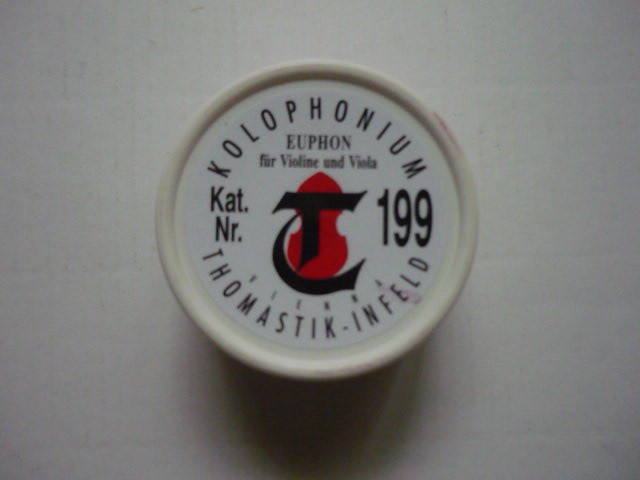 KOLOPHONIUM
EUPHON
für Violine und Viola
Kat.
Nr.
199
VIENNA
THOMASTIK-INFELD